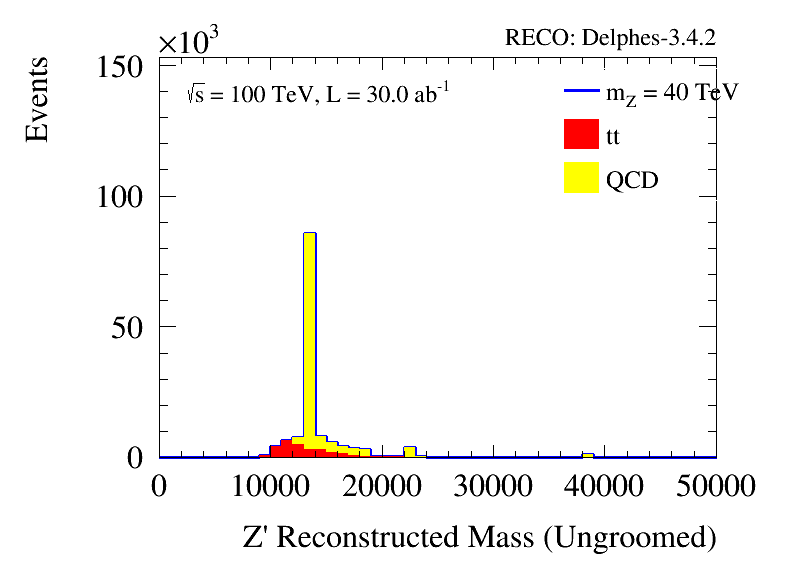 ×10³
RECO: Delphes-3.4.2
Events
√s = 100 TeV, L = 30.0 ab⁻¹
m_Z = 40 TeV
tt
QCD
150
100
50
0
0 10000 20000 30000 40000 50000
Z' Reconstructed Mass (Ungroomed)